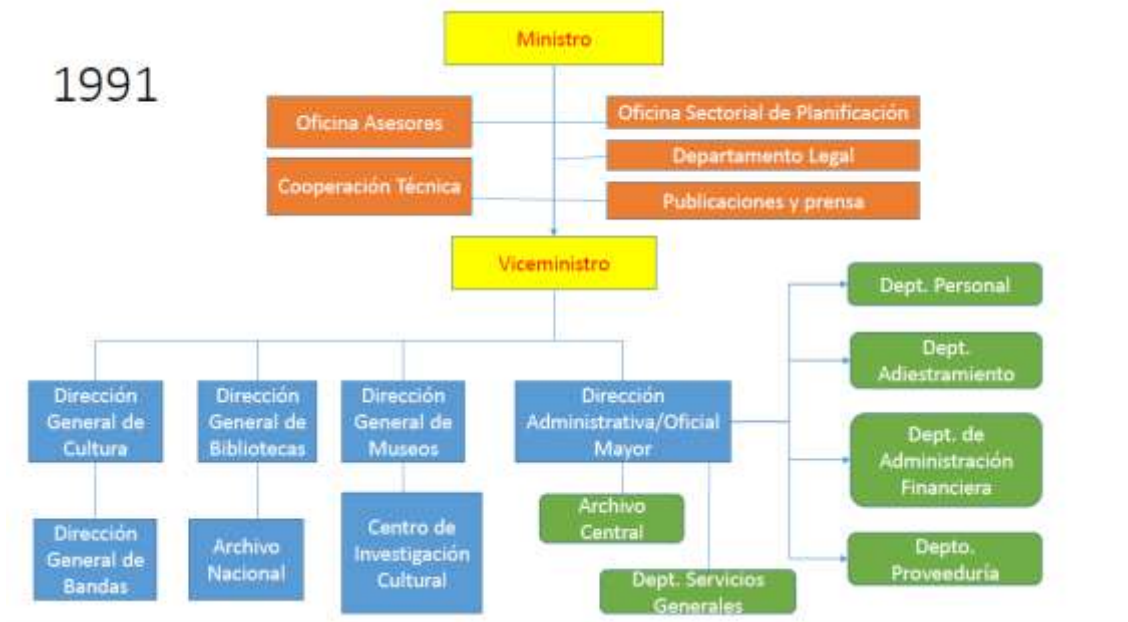 1991
Ministro
Oficina Asesores
Oficina Sectorial de Planificación
Departamento Legal
Cooperación Técnica
Publicaciones y prensa
Viceministro
Dept. Personal
Dept.
Adiestramiento
Dept. de
Administración
Financiera
Depto.
Proveeduría
Dirección
General de
Cultura
Dirección
General de
Bibliotecas
Dirección
General de
Museos
Dirección
Administrativa/Oficial
Mayor
Dirección
General de
Bandas
Archivo
Nacional
Centro de
Investigación
Cultural
Archivo
Central
Dept. Servicios
Generales